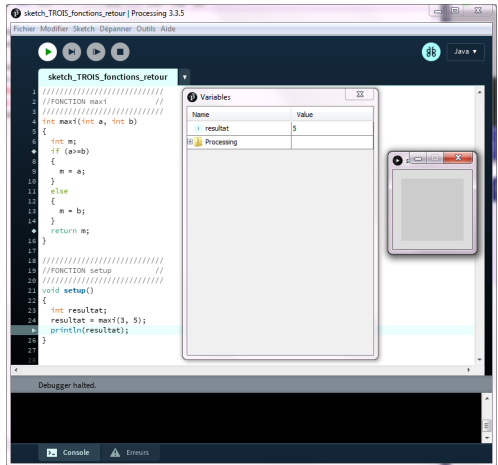 sketch_TROIS_fonctions_retour | Processing 3.3.5
Fichier Modifier Sketch Dépanner Outils Aide
Java ▼
sketch_TROIS_fonctions_retour ▼
1 ////////////////////////////
2 //FONCTION maxi //
3 ////////////////////////////
4 int maxi(int a, int b)
5 {
6 int m;
if (a>=b)
8 {
9 m = a;
10 }
11 else
12 {
13 m = b;
14 }
return m;
16 }
17
18 ////////////////////////////
19 //FONCTION setup //
20 ////////////////////////////
21 void setup()
22 {
23 int resultat;
24 resultat = maxi(3, 5);
println(resultat);
26 }
27
28
Variables
Name Value
resultat 5
Processing
s
Debugger halted.
Console Erreurs